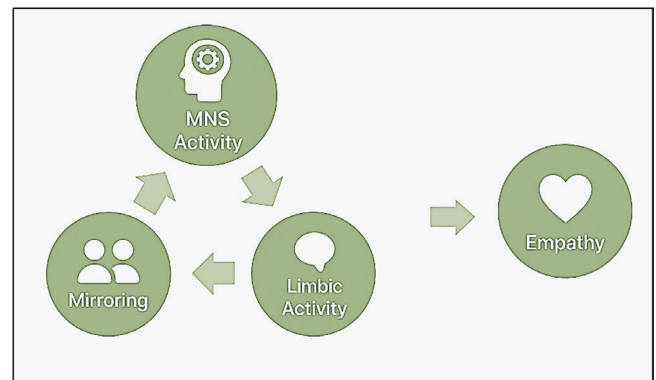 MNS
Activity
Mirroring
Limbic
Activity
Empathy